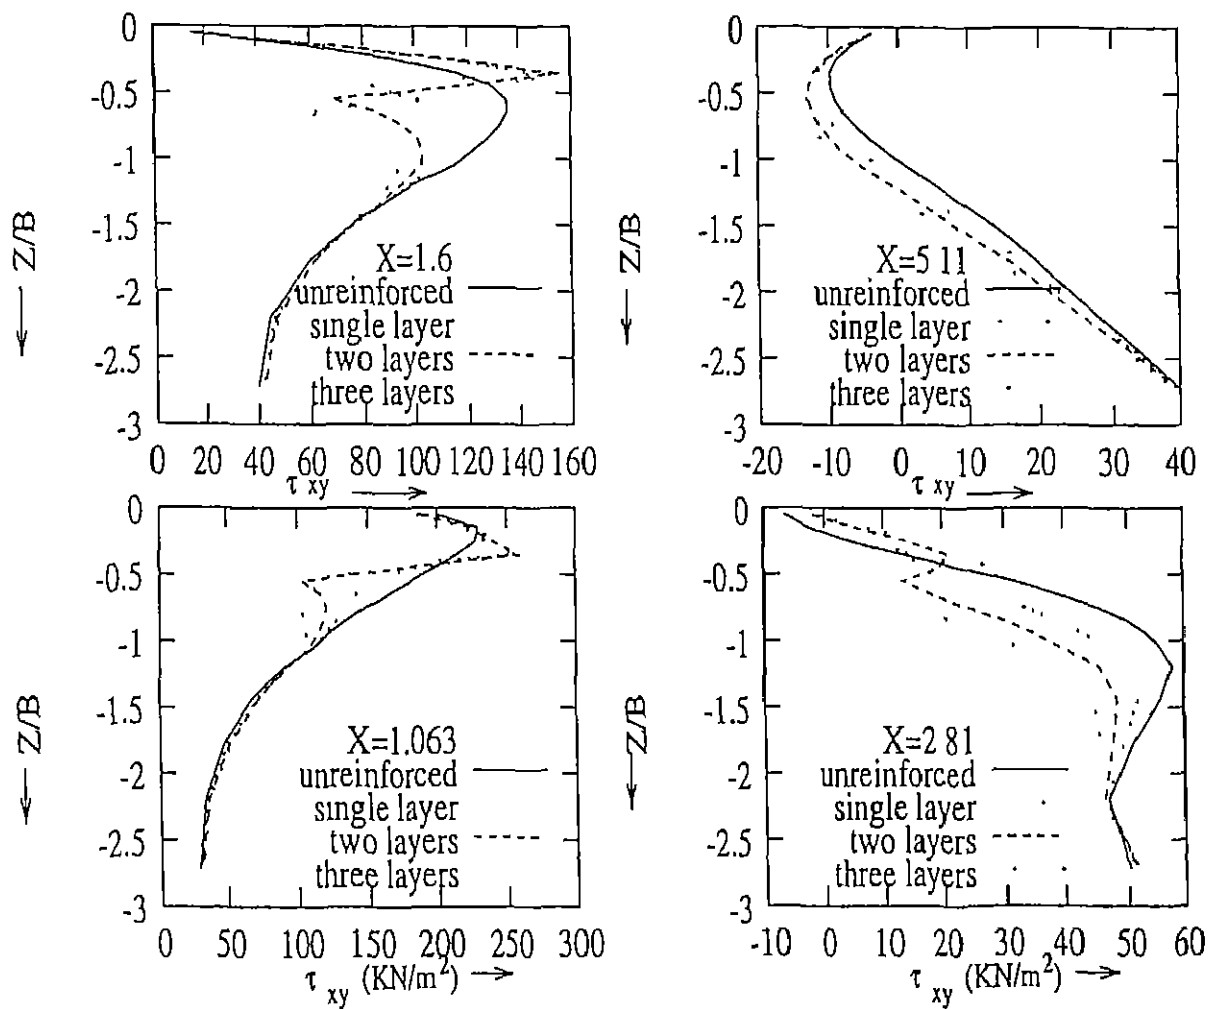 0
-0.5
-1
-1.5
-2
-2.5
-3
Z/B
X=1.6
unreinforced
single layer
two layers
three layers
0 20 40 60 80 100 120 140 160
τ xy
0
-0.5
-1
-1.5
-2
-2.5
-3
Z/B
X=5 11
unreinforced
single layer
two layers
three layers
-20 -10 0 10 20 30 40
τ xy
0
-0.5
-1
-1.5
-2
-2.5
-3
Z/B
X=1.063
unreinforced
single layer
two layers
three layers
0 50 100 150 200 250 300
τ xy (KN/m²)
0
-0.5
-1
-1.5
-2
-2.5
-3
Z/B
X=2 81
unreinforced
single layer
two layers
three layers
-10 0 10 20 30 40 50 60
τ xy (KN/m²)